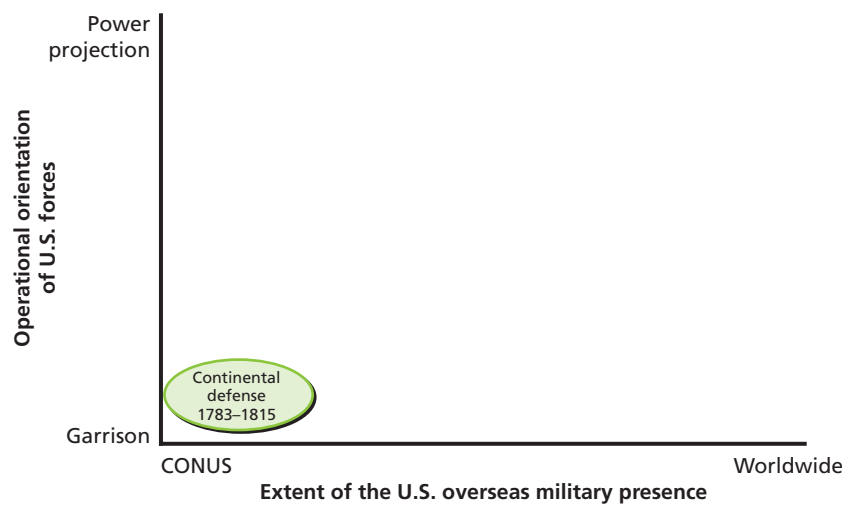 Power
projection
Operational orientation
of U.S. forces
Continental
defense
1783–1815
Garrison
CONUS
Worldwide
Extent of the U.S. overseas military presence